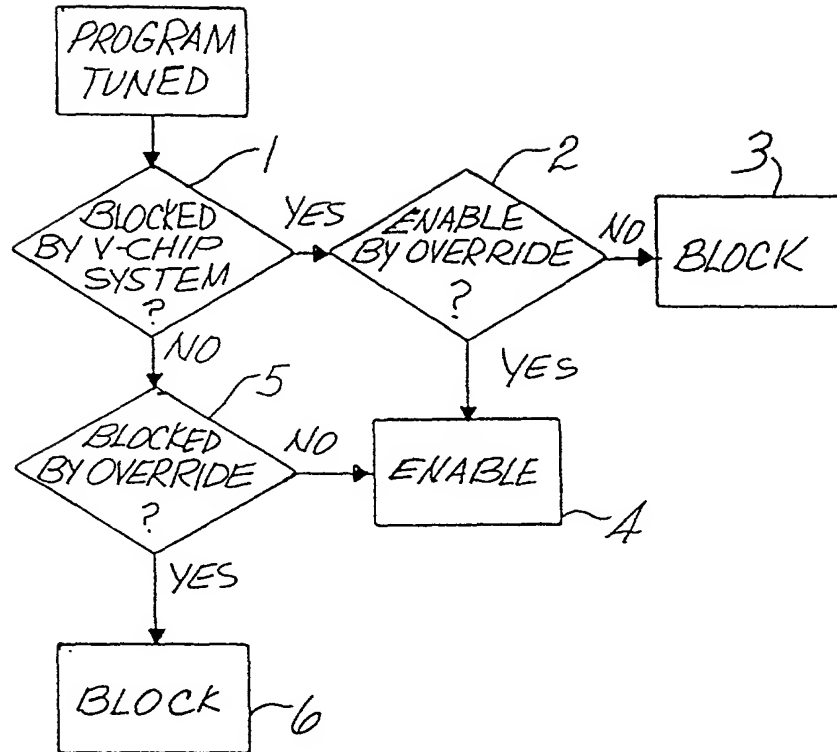 PROGRAM
TUNED
1
BLOCKED
BY V-CHIP
SYSTEM
?
YES
2
ENABLE
BY OVERRIDE
?
NO
3
BLOCK
NO
YES
5
BLOCKED
BY OVERRIDE
?
NO
ENABLE
4
YES
BLOCK
6